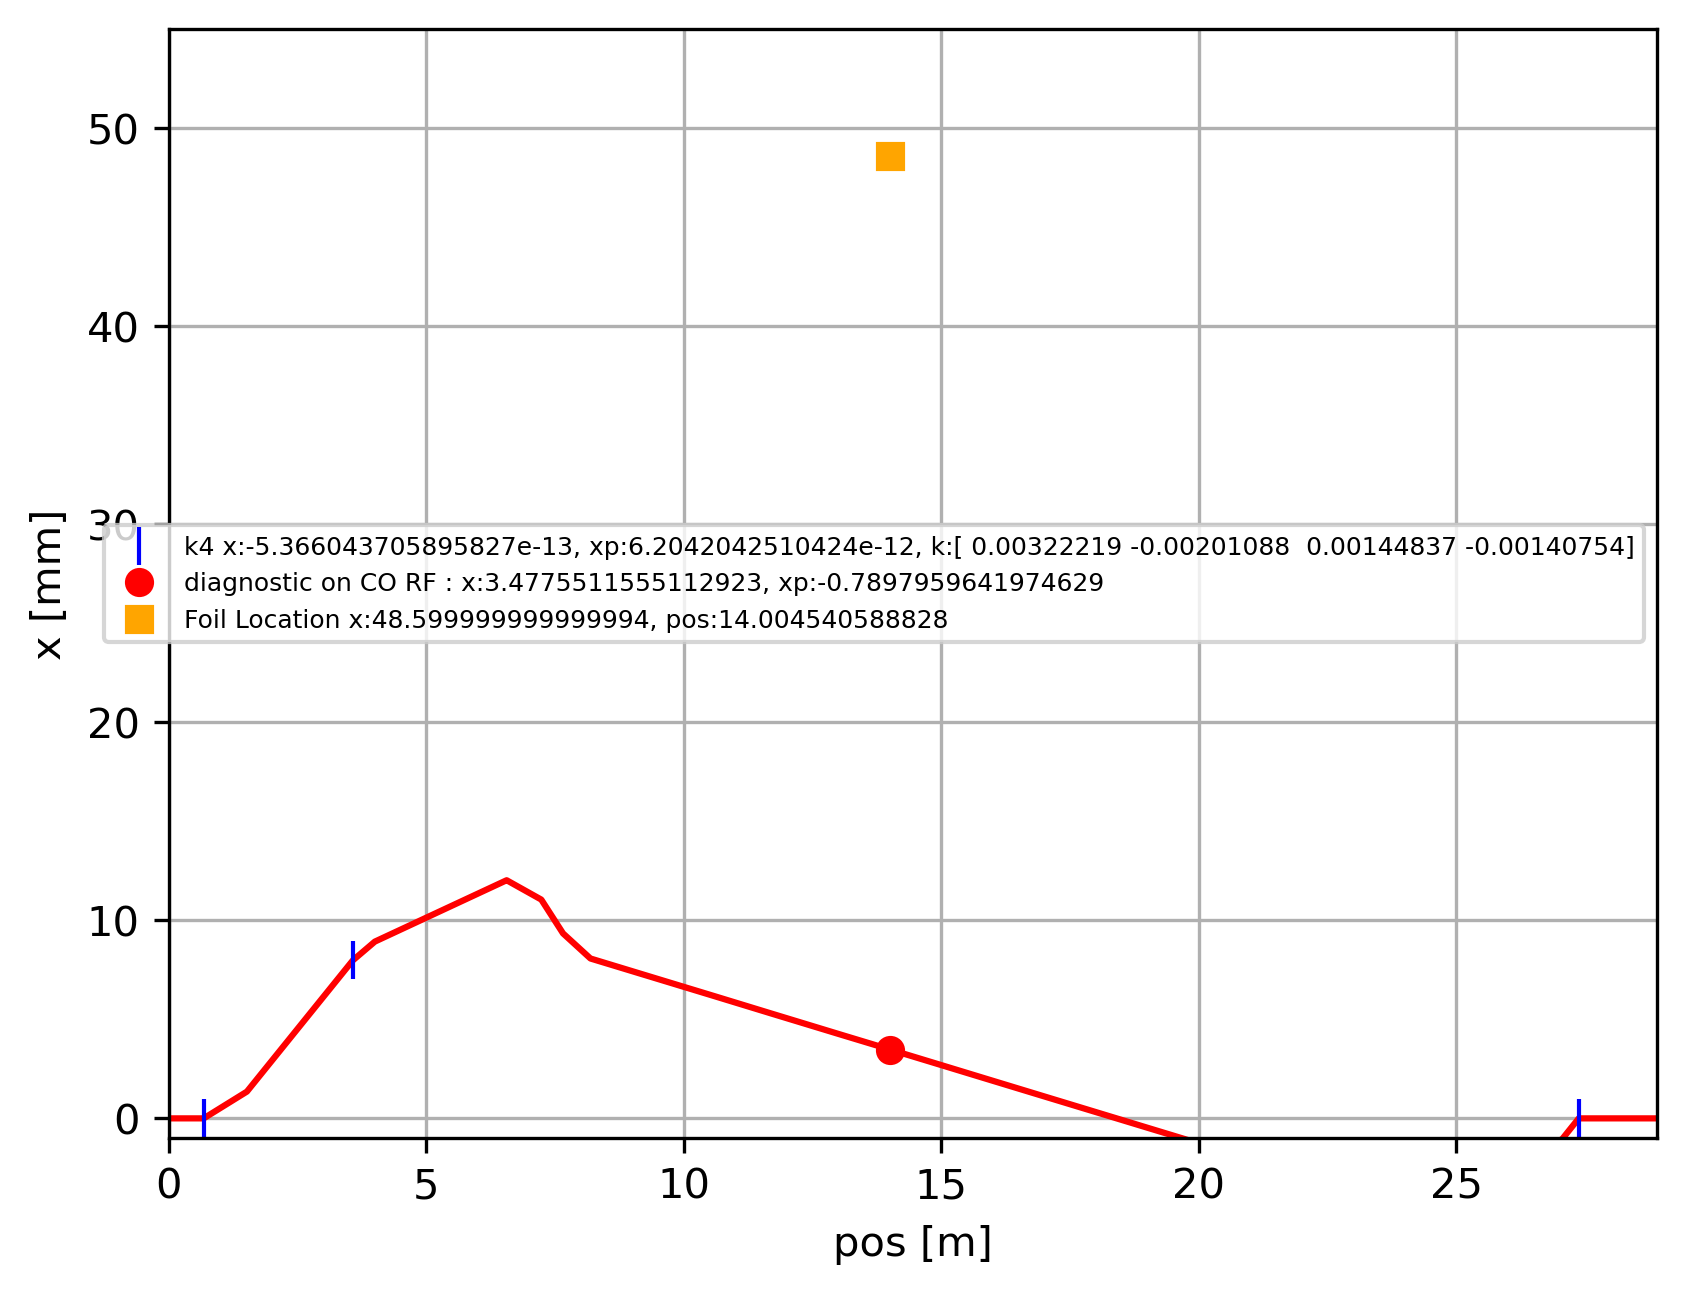 50
40
30
k4 x:-5.366043705895827e-13, xp:6.2042042510424e-12, k:[ 0.00322219 -0.00201088  0.00144837 -0.00140754]
diagnostic on CO RF : x:3.4775511555112923, xp:-0.7897959641974629
Foil Location x:48.599999999999994, pos:14.004540588828
x [mm]
20
10
0
0 5 10 15 20 25
pos [m]